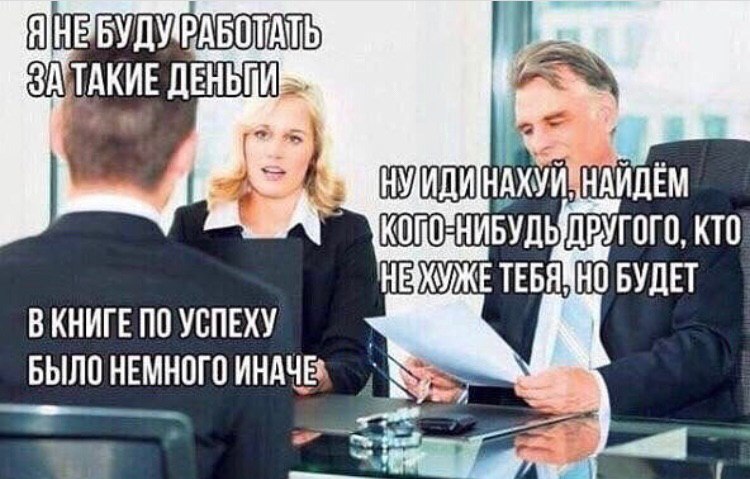 Я НЕ БУДУ РАБОТАТЬ
ЗА ТАКИЕ ДЕНЬГИ
НУ ИДИ НАХУЙ, НАЙДЁМ
КОГО-НИБУДЬ ДРУГОГО, КТО
НЕ ХУЖЕ ТЕБЯ, НО БУДЕТ
В КНИГЕ ПО УСПЕХУ
БЫЛО НЕМНОГО ИНАЧЕ